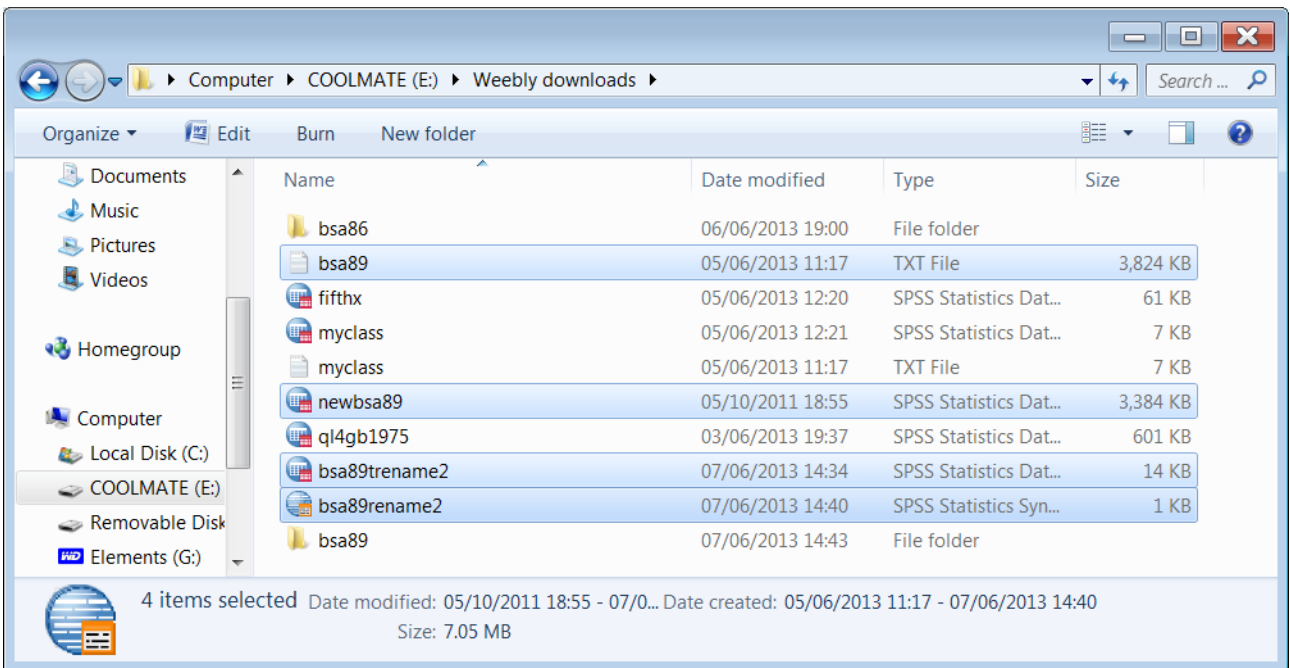 Computer COOLMATE (E:) Weebly downloads Search ...
Organize Edit Burn New folder
Documents
Music
Pictures
Videos
Homegroup
Computer
Local Disk (C:)
COOLMATE (E:)
Removable Disk
Elements (G:)
Name Date modified Type Size
bsa86 06/06/2013 19:00 File folder
bsa89 05/06/2013 11:17 TXT File 3,824 KB
fifthx 05/06/2013 12:20 SPSS Statistics Dat... 61 KB
myclass 05/06/2013 12:21 SPSS Statistics Dat... 7 KB
myclass 05/06/2013 11:17 TXT File 7 KB
newbsa89 05/10/2011 18:55 SPSS Statistics Dat... 3,384 KB
ql4gb1975 03/06/2013 19:37 SPSS Statistics Dat... 601 KB
bsa89trename2 07/06/2013 14:34 SPSS Statistics Dat... 14 KB
bsa89rename2 07/06/2013 14:40 SPSS Statistics Syn... 1 KB
bsa89 07/06/2013 14:43 File folder
4 items selected Date modified: 05/10/2011 18:55 - 07/0... Date created: 05/06/2013 11:17 - 07/06/2013 14:40
Size: 7.05 MB